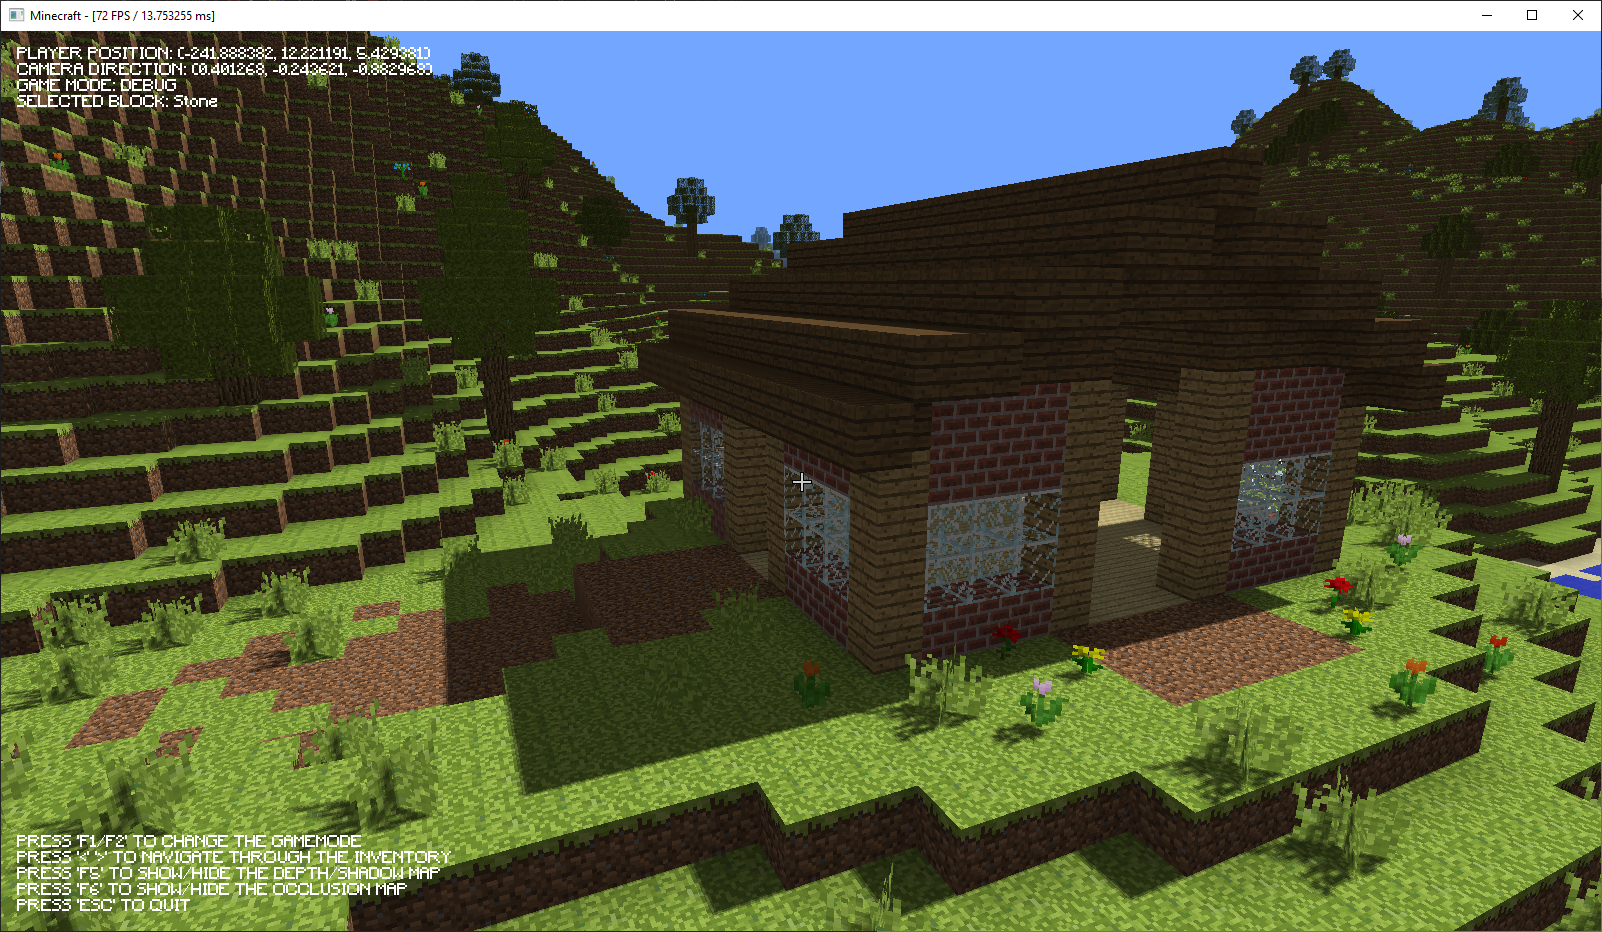 Minecraft - [72 FPS / 13.753255 ms]
PLAYER POSITION: (-241.888382, 12.221191, 5.429381)
CAMERA DIRECTION: (0.401268, -0.243621, -0.882968)
GAME MODE: DEBUG
SELECTED BLOCK: Stone
PRESS 'F1/F2' TO CHANGE THE GAMEMODE
PRESS '<' '>' TO NAVIGATE THROUGH THE INVENTORY
PRESS 'F5' TO SHOW/HIDE THE DEPTH/SHADOW MAP
PRESS 'F6' TO SHOW/HIDE THE OCCLUSION MAP
PRESS 'ESC' TO QUIT